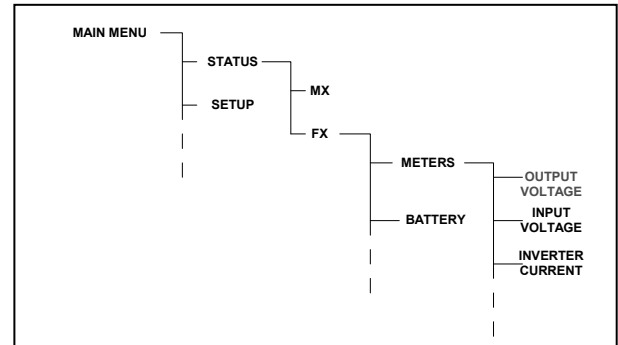 MAIN MENU
STATUS
SETUP
MX
FX
METERS
BATTERY
OUTPUT
VOLTAGE
INPUT
VOLTAGE
INVERTER
CURRENT